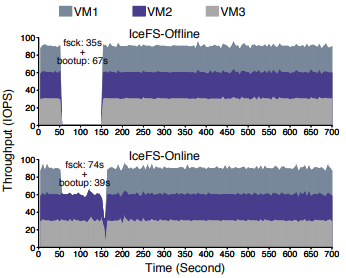 VM1 VM2 VM3
IceFS-Offline
100
80
60
40
20
0
fsck: 35s
+
bootup: 67s
0 50 100 150 200 250 300 350 400 450 500 550 600 650 700
IceFS-Online
100
80
60
40
20
0
fsck: 74s
+
bootup: 39s
0 50 100 150 200 250 300 350 400 450 500 550 600 650 700
Throughput (IOPS)
Time (Second)